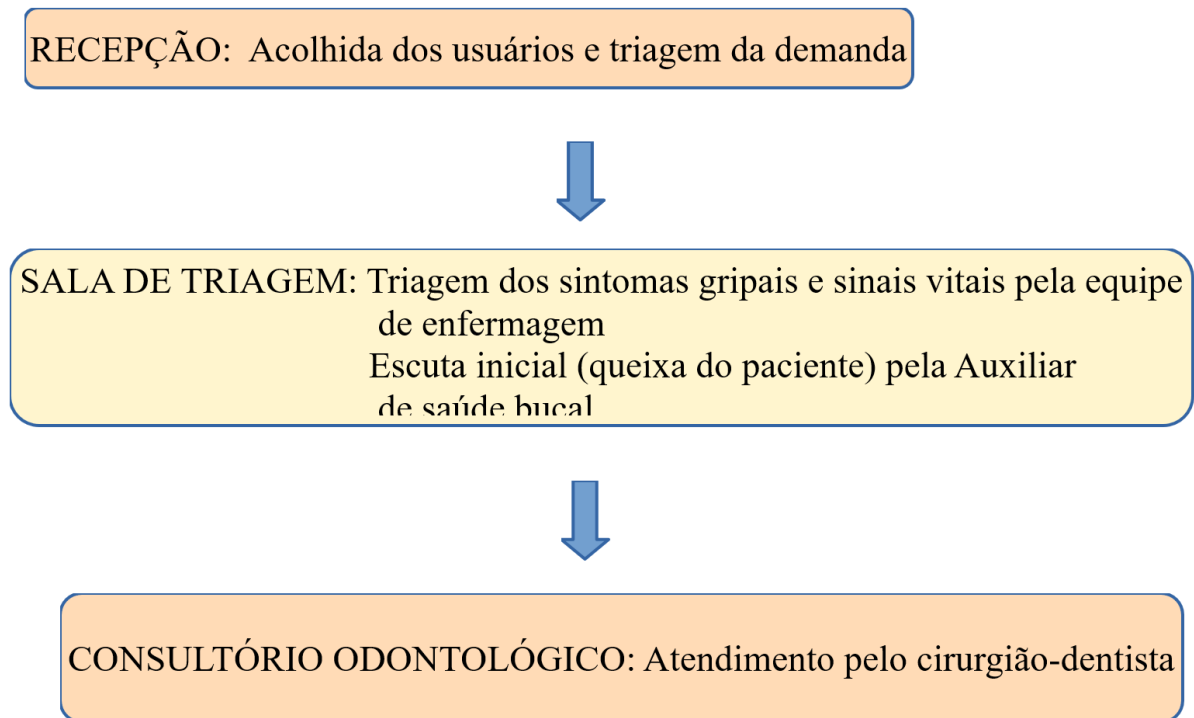 RECEPÇÃO: Acolhida dos usuários e triagem da demanda
SALA DE TRIAGEM: Triagem dos sintomas gripais e sinais vitais pela equipe
de enfermagem
Escuta inicial (queixa do paciente) pela Auxiliar
de saúde bucal
CONSULTÓRIO ODONTOLÓGICO: Atendimento pelo cirurgião-dentista